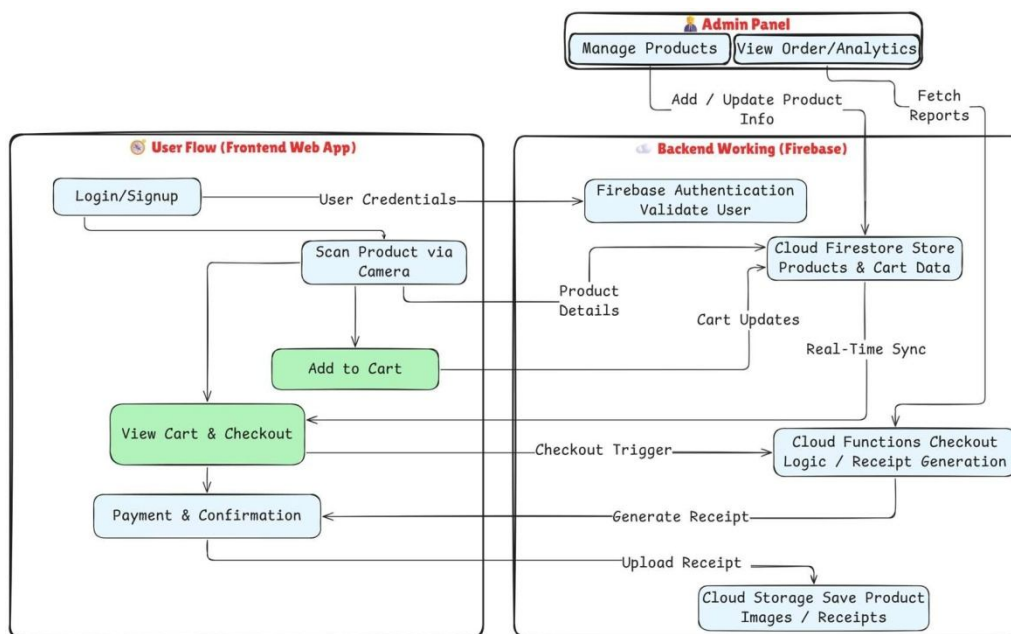 Admin Panel
Manage Products
View Order/Analytics
Add / Update Product
Info
Fetch
Reports
User Flow (Frontend Web App)
Backend Working (Firebase)
Login/Signup
User Credentials
Firebase Authentication
Validate User
Scan Product via
Camera
Cloud Firestore Store
Products & Cart Data
Product
Details
Cart Updates
Real-Time Sync
Add to Cart
View Cart & Checkout
Checkout Trigger
Cloud Functions Checkout
Logic / Receipt Generation
Payment & Confirmation
Generate Receipt
Upload Receipt
Cloud Storage Save Product
Images / Receipts